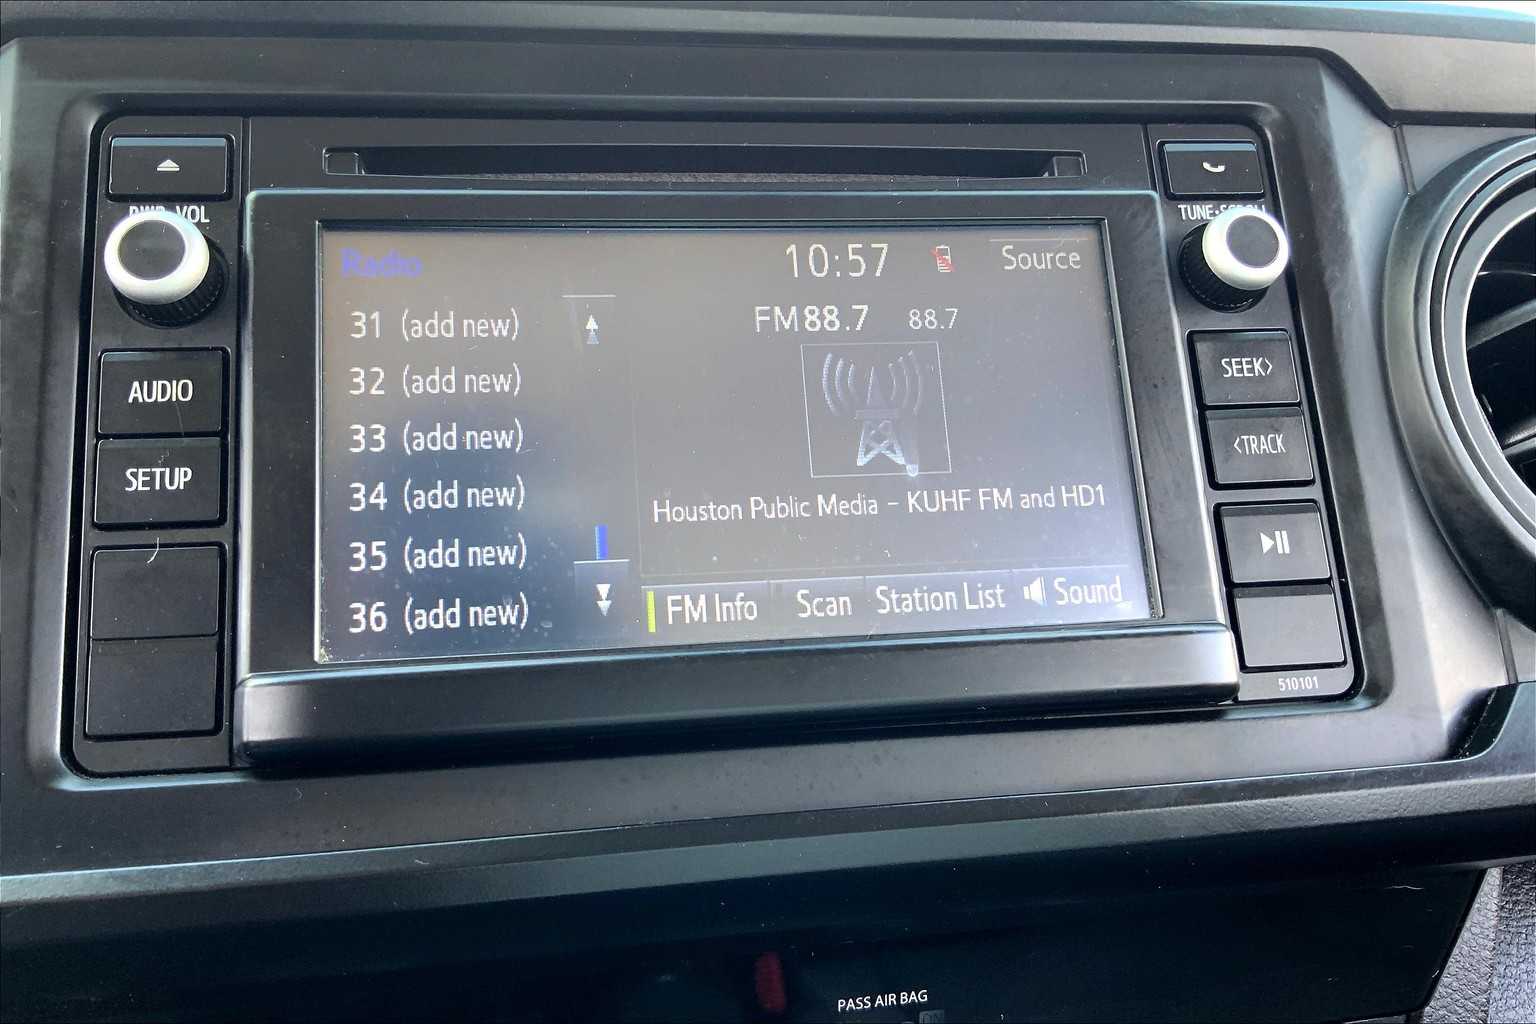 PWR·VOL
TUNE·SCROLL
AUDIO
SETUP
Radio
10:57
Source
31 (add new)
32 (add new)
33 (add new)
34 (add new)
35 (add new)
36 (add new)
FM88.7 88.7
Houston Public Media – KUHF FM and HD1
FM Info
Scan
Station List
Sound
SEEK>
<TRACK
510101
PASS AIR BAG